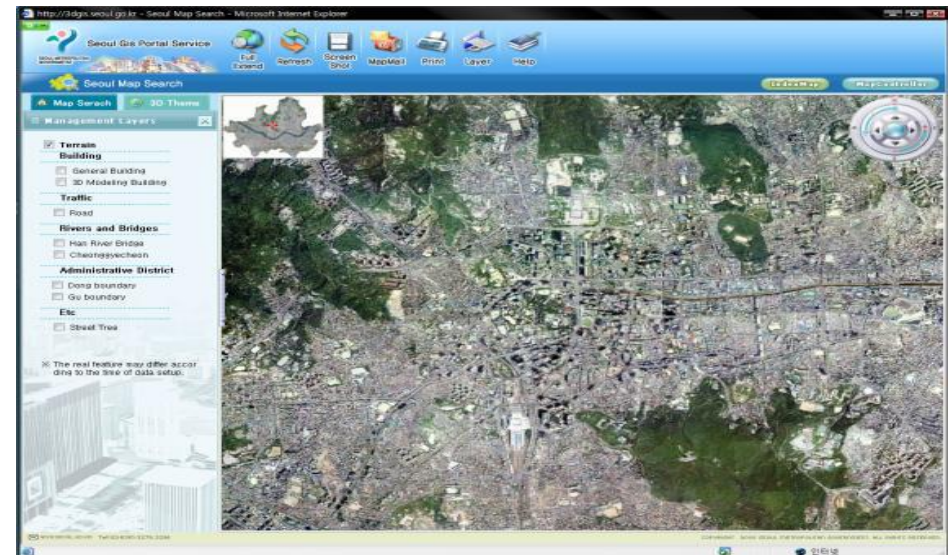 http://3dgis.seoul.go.kr - Seoul Map Search - Microsoft Internet Explorer
Seoul Gis Portal Service
Full Extend
Refresh
Screen Shot
MapMail
Print
Layer
Help
Seoul Map Search
IndexMap
MapController
Map Serach
3D Theme
Management Layers
Terrain
Building
General Building
3D Modeling Building
Traffic
Road
Rivers and Bridges
Han River Bridge
Cheonggyecheon
Administrative District
Dong boundary
Gu boundary
Etc
Street Tree
※ The real feature may differ accor
ding to the time of data setup.
인터넷